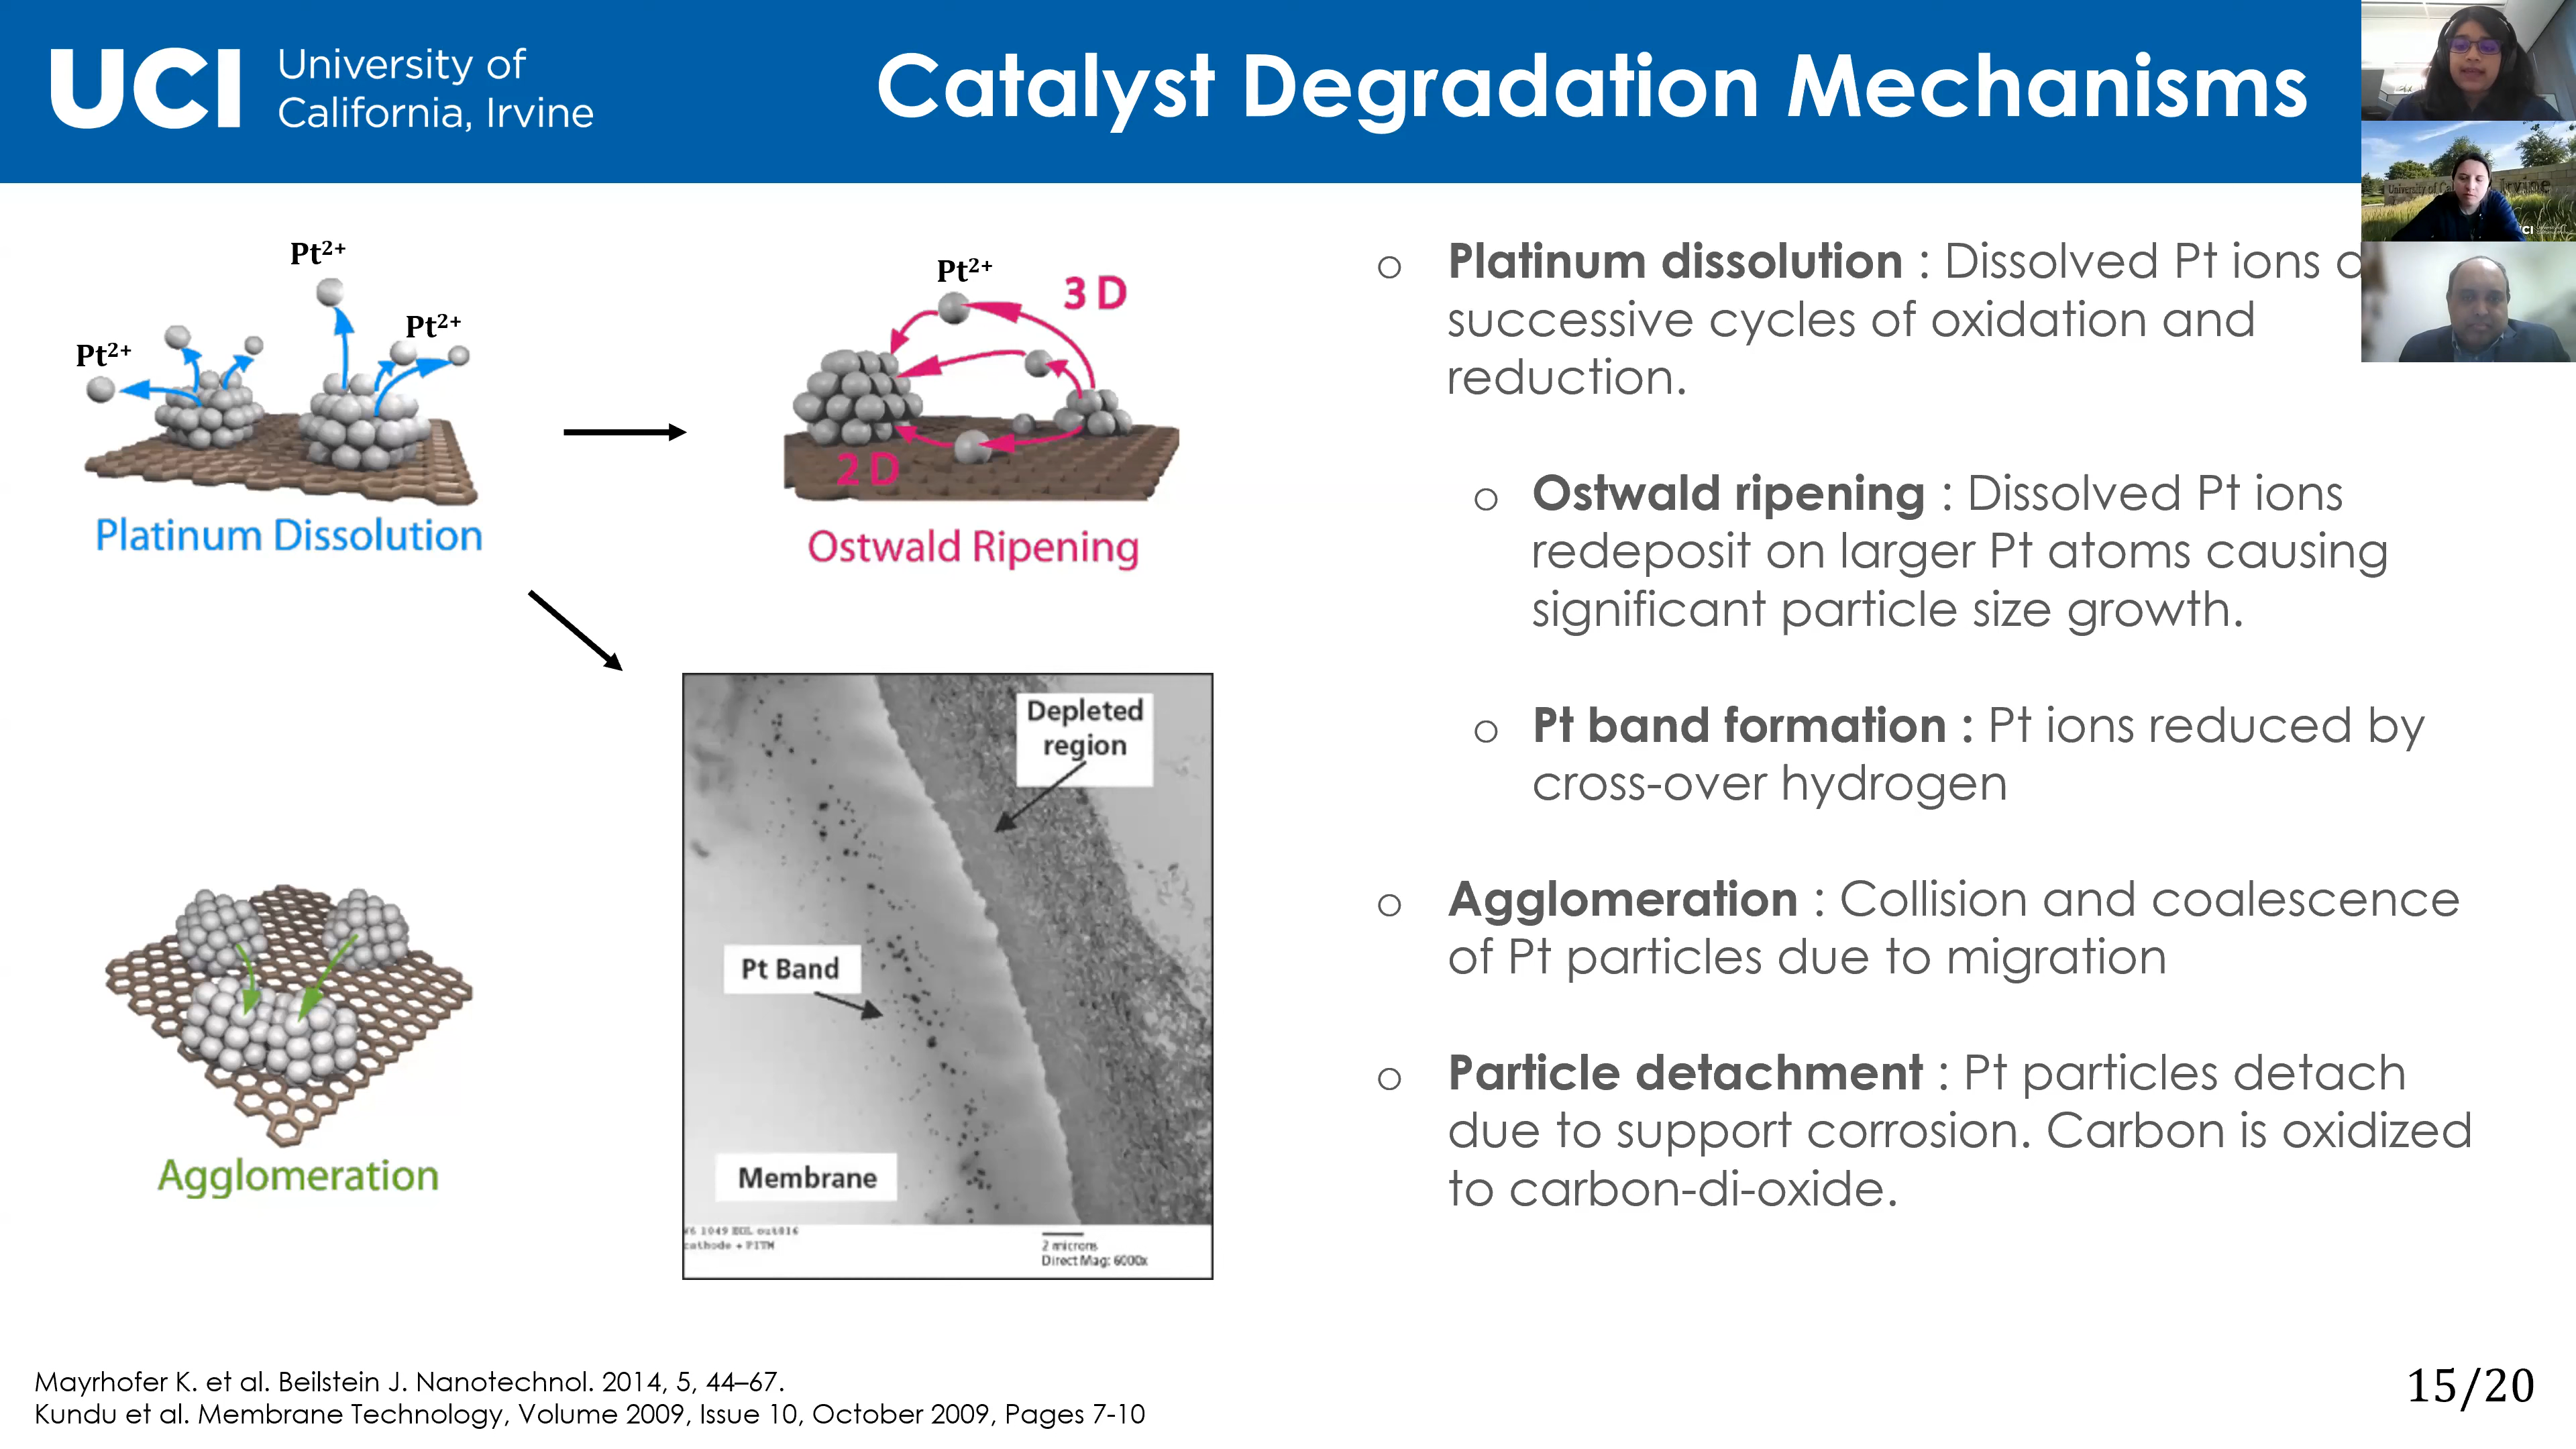 UCI University of
California, Irvine
Catalyst Degradation Mechanisms
Pt2+
Pt2+
Pt2+
Platinum Dissolution
Pt2+
3D
2D
Ostwald Ripening
Depleted
region
Pt Band
Membrane
2 microns
Direct Mag: 6000x
Agglomeration
○ Platinum dissolution : Dissolved Pt ions
successive cycles of oxidation and
reduction.
○ Ostwald ripening : Dissolved Pt ions
redeposit on larger Pt atoms causing
significant particle size growth.
○ Pt band formation : Pt ions reduced by
cross-over hydrogen
○ Agglomeration : Collision and coalescence
of Pt particles due to migration
○ Particle detachment : Pt particles detach
due to support corrosion. Carbon is oxidized
to carbon-di-oxide.
Mayrhofer K. et al. Beilstein J. Nanotechnol. 2014, 5, 44–67.
Kundu et al. Membrane Technology, Volume 2009, Issue 10, October 2009, Pages 7-10
15/20